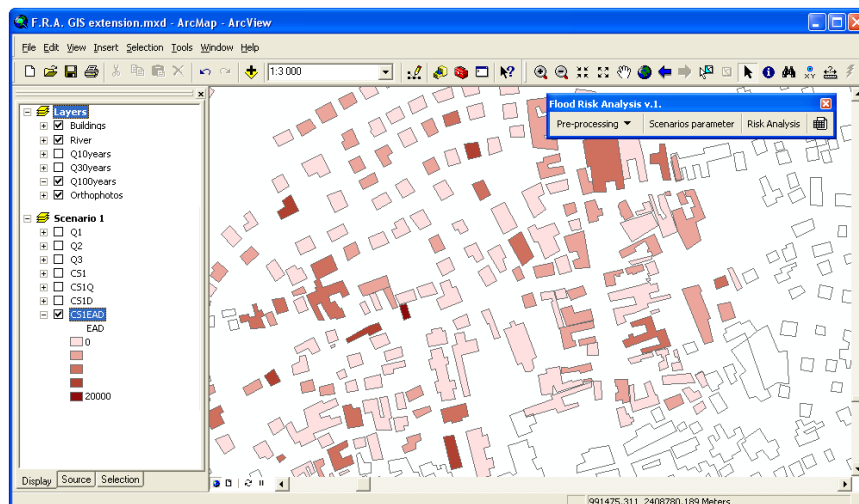 F.R.A. GIS extension.mxd - ArcMap - ArcView
File Edit View Insert Selection Tools Window Help
1:3 000
Flood Risk Analysis v.1.
Pre-processing Scenarios parameter Risk Analysis
Layers
Buildings
River
Q10years
Q30years
Q100years
Orthophotos
Scenario 1
Q1
Q2
Q3
CS1
CS1Q
CS1D
CS1EAD
EAD
0
20000
Display Source Selection
991475.311 2408780.189 Meters